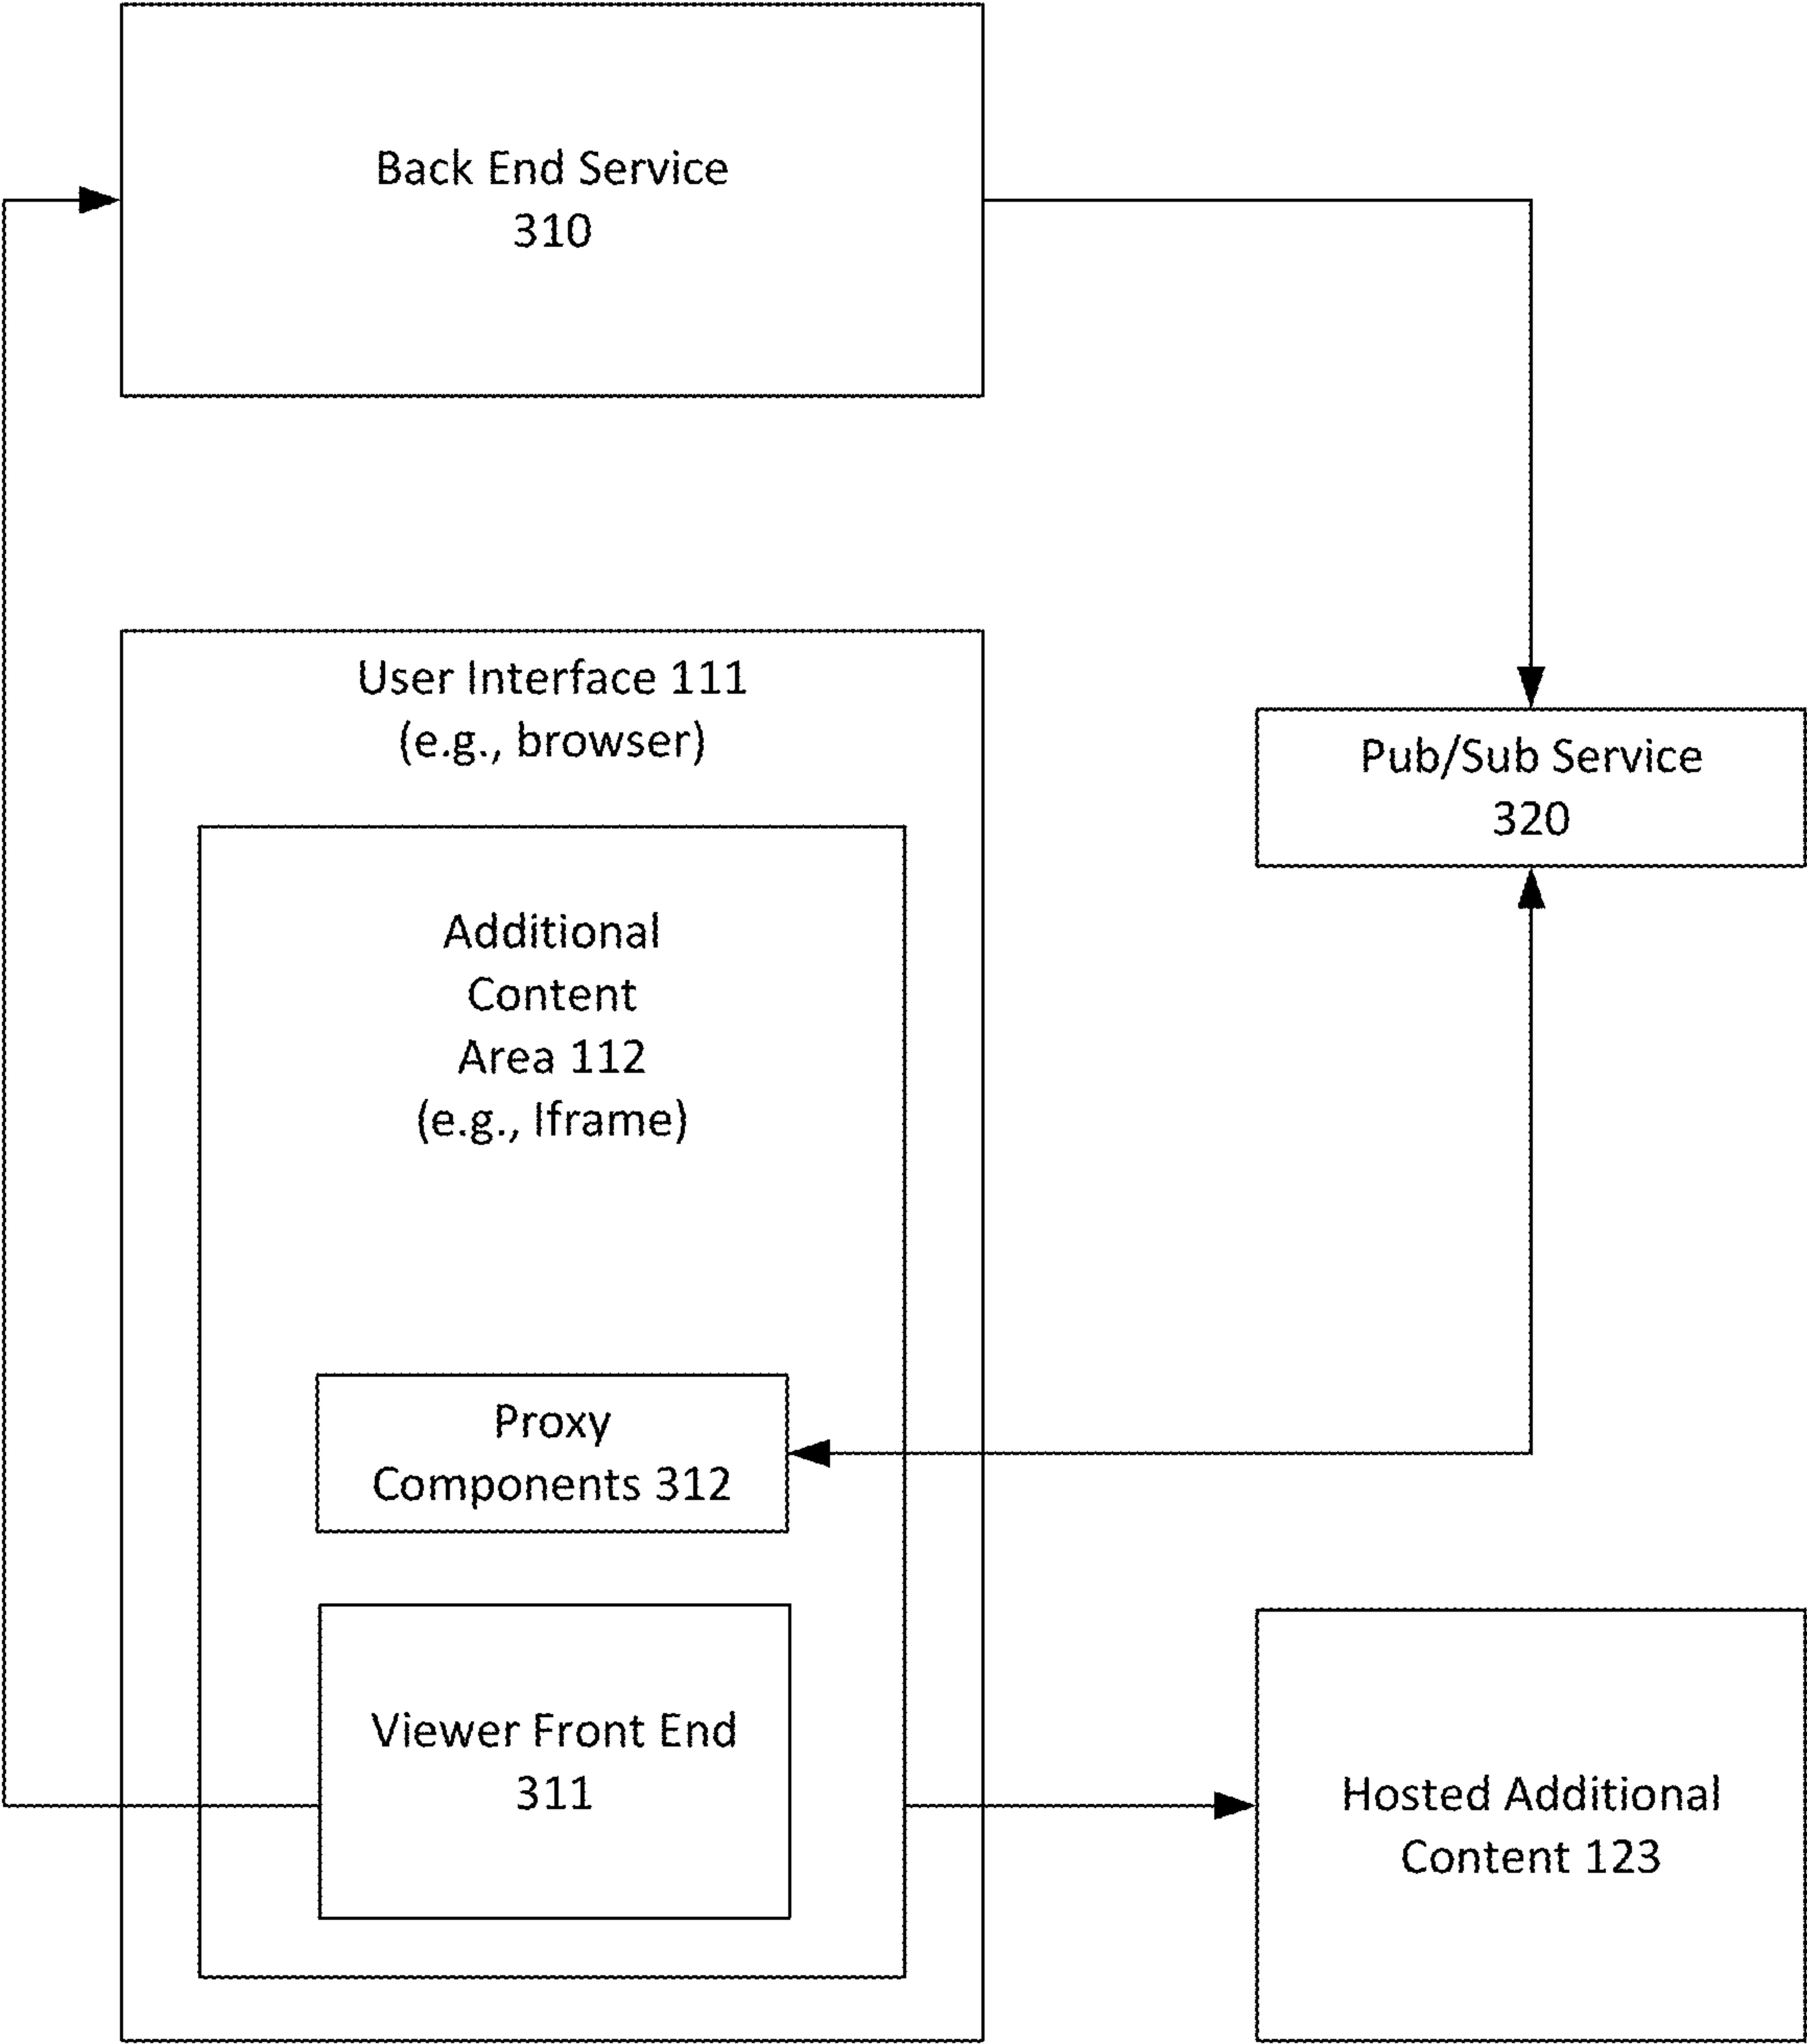 Back End Service
310
User Interface 111
(e.g., browser)
Pub/Sub Service
320
Additional
Content
Area 112
(e.g., Iframe)
Proxy
Components 312
Viewer Front End
311
Hosted Additional
Content 123